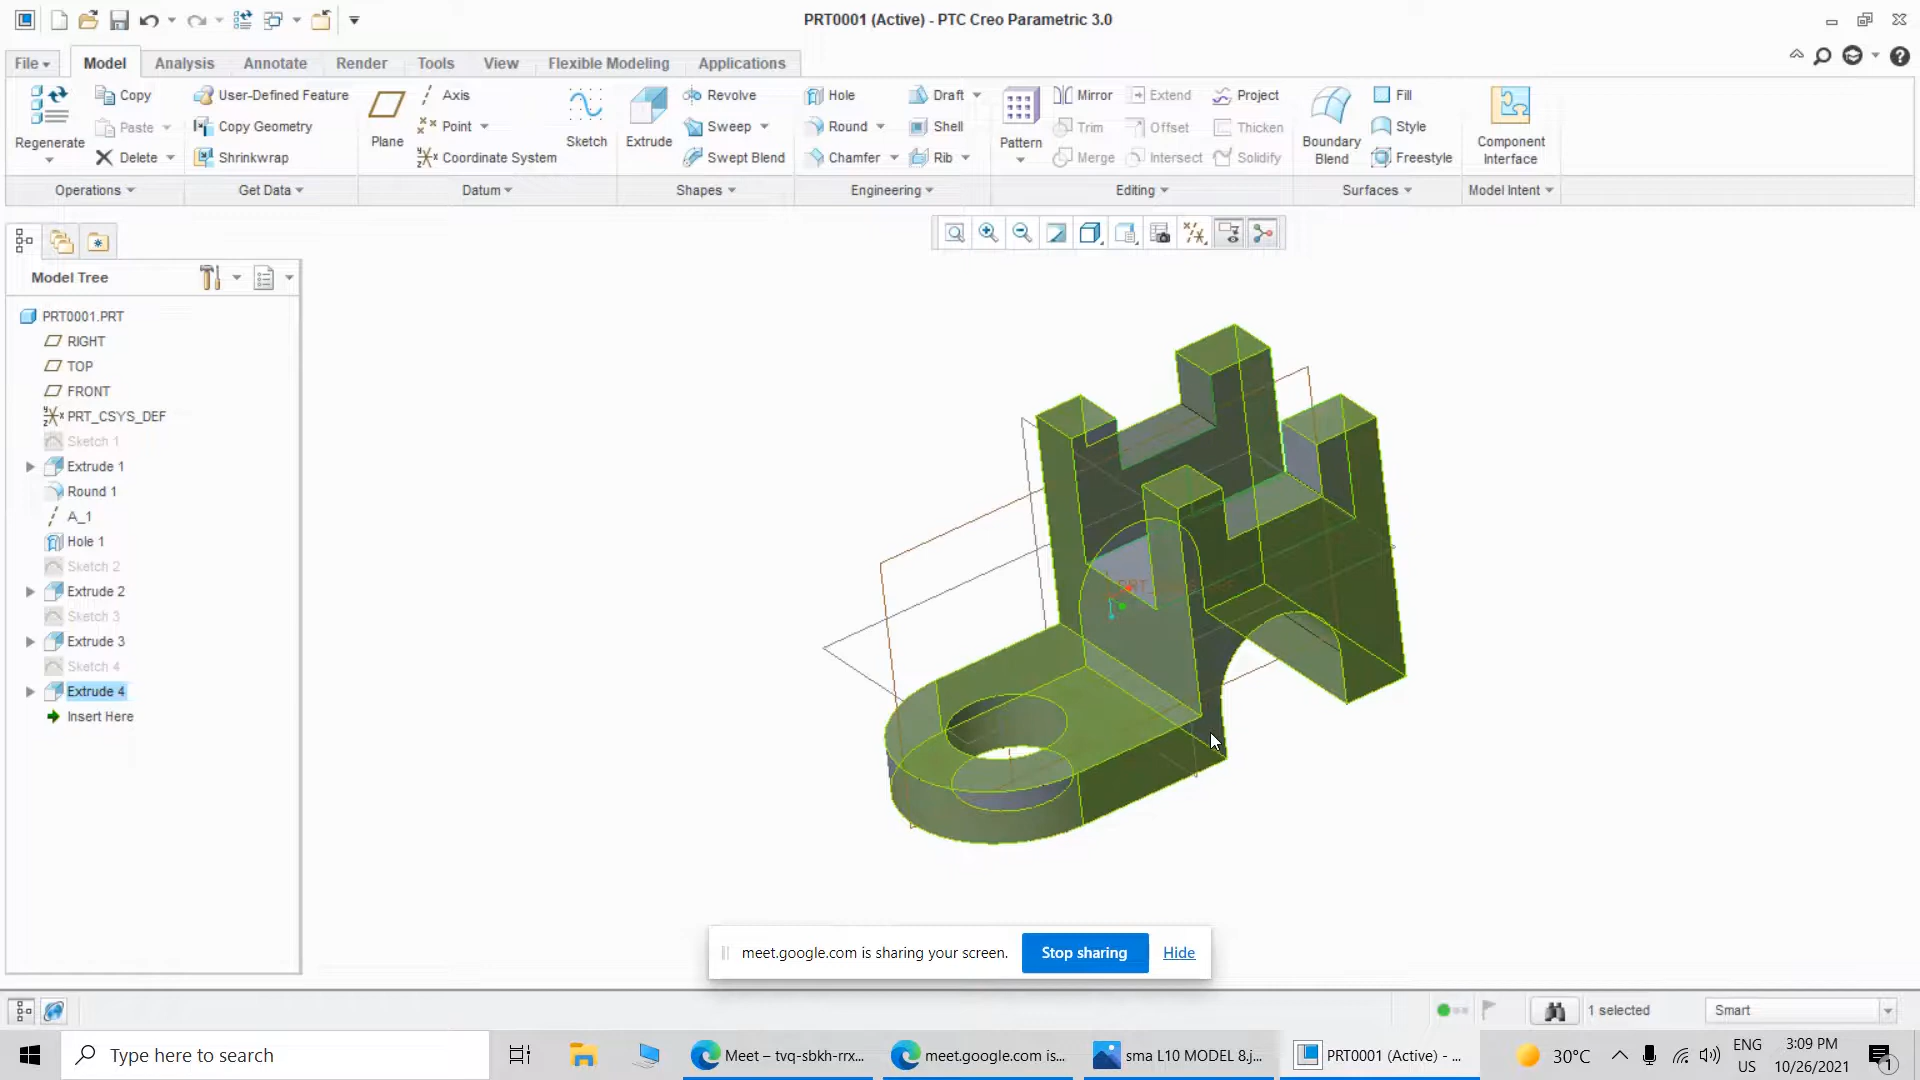 PRT0001 (Active) - PTC Creo Parametric 3.0
File Model Analysis Annotate Render Tools View Flexible Modeling Applications
Copy User-Defined Feature Axis Revolve Hole Draft Mirror Extend Project Fill
Regenerate Paste Copy Geometry Plane Point Sketch Extrude Sweep Round Shell Pattern Trim Offset Thicken Boundary Blend Style Component Interface
Delete Shrinkwrap Coordinate System Swept Blend Chamfer Rib Merge Intersect Solidify Freestyle
Operations Get Data Datum Shapes Engineering Editing Surfaces Model Intent
Model Tree
PRT0001.PRT
RIGHT
TOP
FRONT
PRT_CSYS_DEF
Sketch 1
Extrude 1
Round 1
A_1
Hole 1
Sketch 2
Extrude 2
Sketch 3
Extrude 3
Sketch 4
Extrude 4
Insert Here
meet.google.com is sharing your screen. Stop sharing Hide
1 selected Smart
Type here to search Meet – tvq-sbkh-rrx... meet.google.com is... sma L10 MODEL 8.j... PRT0001 (Active) - ... 30°C ENG 3:09 PM
US 10/26/2021 1